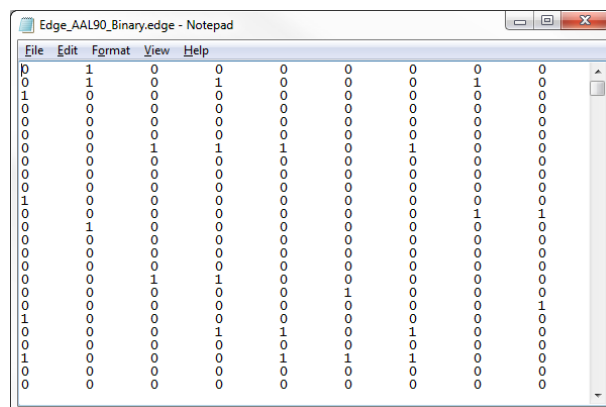 Edge_AAL90_Binary.edge - Notepad
File Edit Format View Help
0 1 0 0 0 0 0 0 0
0 1 0 1 0 0 0 1 0
1 0 0 0 0 0 0 0 0
0 0 0 0 0 0 0 0 0
0 0 0 0 0 0 0 0 0
0 0 0 0 0 0 0 0 0
0 0 1 1 1 0 1 0 0
0 0 0 0 0 0 0 0 0
0 0 0 0 0 0 0 0 0
0 0 0 0 0 0 0 0 0
1 0 0 0 0 0 0 0 0
0 0 0 0 0 0 0 1 1
0 1 0 0 0 0 0 0 0
0 0 0 0 0 0 0 0 0
0 0 0 0 0 0 0 0 0
0 0 0 0 0 0 0 0 0
0 0 1 1 0 0 0 0 0
0 0 0 0 0 1 0 0 0
0 0 0 0 0 0 0 0 1
1 0 0 0 0 0 0 0 0
0 0 0 1 1 0 1 0 0
0 0 0 0 0 0 0 0 0
1 0 0 0 1 1 1 0 0
0 0 0 0 0 0 0 0 0
0 0 0 0 0 0 0 0 0